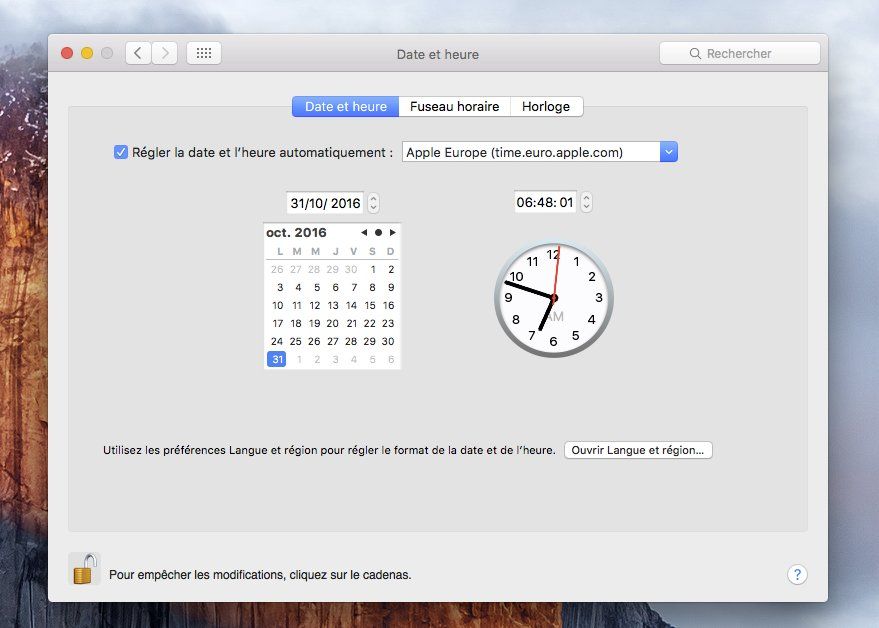 Date et heure
Rechercher
Date et heure Fuseau horaire Horloge
Régler la date et l'heure automatiquement : Apple Europe (time.euro.apple.com)
31/10/ 2016
06:48: 01
oct. 2016
L M M J V S D
26 27 28 29 30 1 2
3 4 5 6 7 8 9
10 11 12 13 14 15 16
17 18 19 20 21 22 23
24 25 26 27 28 29 30
31 1 2 3 4 5 6
12 1 2 3 4 5 6 7 8 9 10 11
AM
Utilisez les préférences Langue et région pour régler le format de la date et de l'heure. Ouvrir Langue et région...
Pour empêcher les modifications, cliquez sur le cadenas.
?